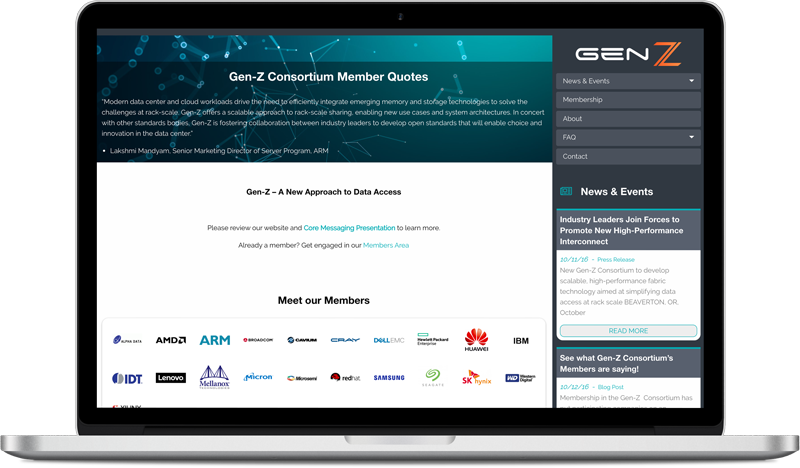 Gen-Z Consortium Member Quotes
"Modern data center and cloud workloads drive the need to efficiently integrate emerging memory and storage technologies to solve the
challenges at rack-scale. Gen-Z offers a scalable approach to rack-scale sharing, enabling new use cases and system architectures. In concert
with other standards bodies, Gen-Z is fostering collaboration between industry leaders to develop open standards that will enable choice and
innovation in the data center."
• Lakshmi Mandyam, Senior Marketing Director of Server Program, ARM
Gen-Z – A New Approach to Data Access
Please review our website and Core Messaging Presentation to learn more.
Already a member? Get engaged in our Members Area
Meet our Members
ALPHA DATA AMD ARM BROADCOM CAVIUM CRAY DELL EMC Hewlett Packard Enterprise HUAWEI IBM
IDT Lenovo Mellanox TECHNOLOGIES Micron Microsemi redhat SAMSUNG SEAGATE SK hynix WD Western Digital
XILINX
GEN Z
News & Events
Membership
About
FAQ
Contact
News & Events
Industry Leaders Join Forces to
Promote New High-Performance
Interconnect
10/11/16 - Press Release
New Gen-Z Consortium to develop
scalable, high-performance fabric
technology aimed at simplifying data
access at rack scale BEAVERTON, OR,
October
READ MORE
See what Gen-Z Consortium's
Members are saying!
10/12/16 - Blog Post
Membership in the Gen-Z Consortium has